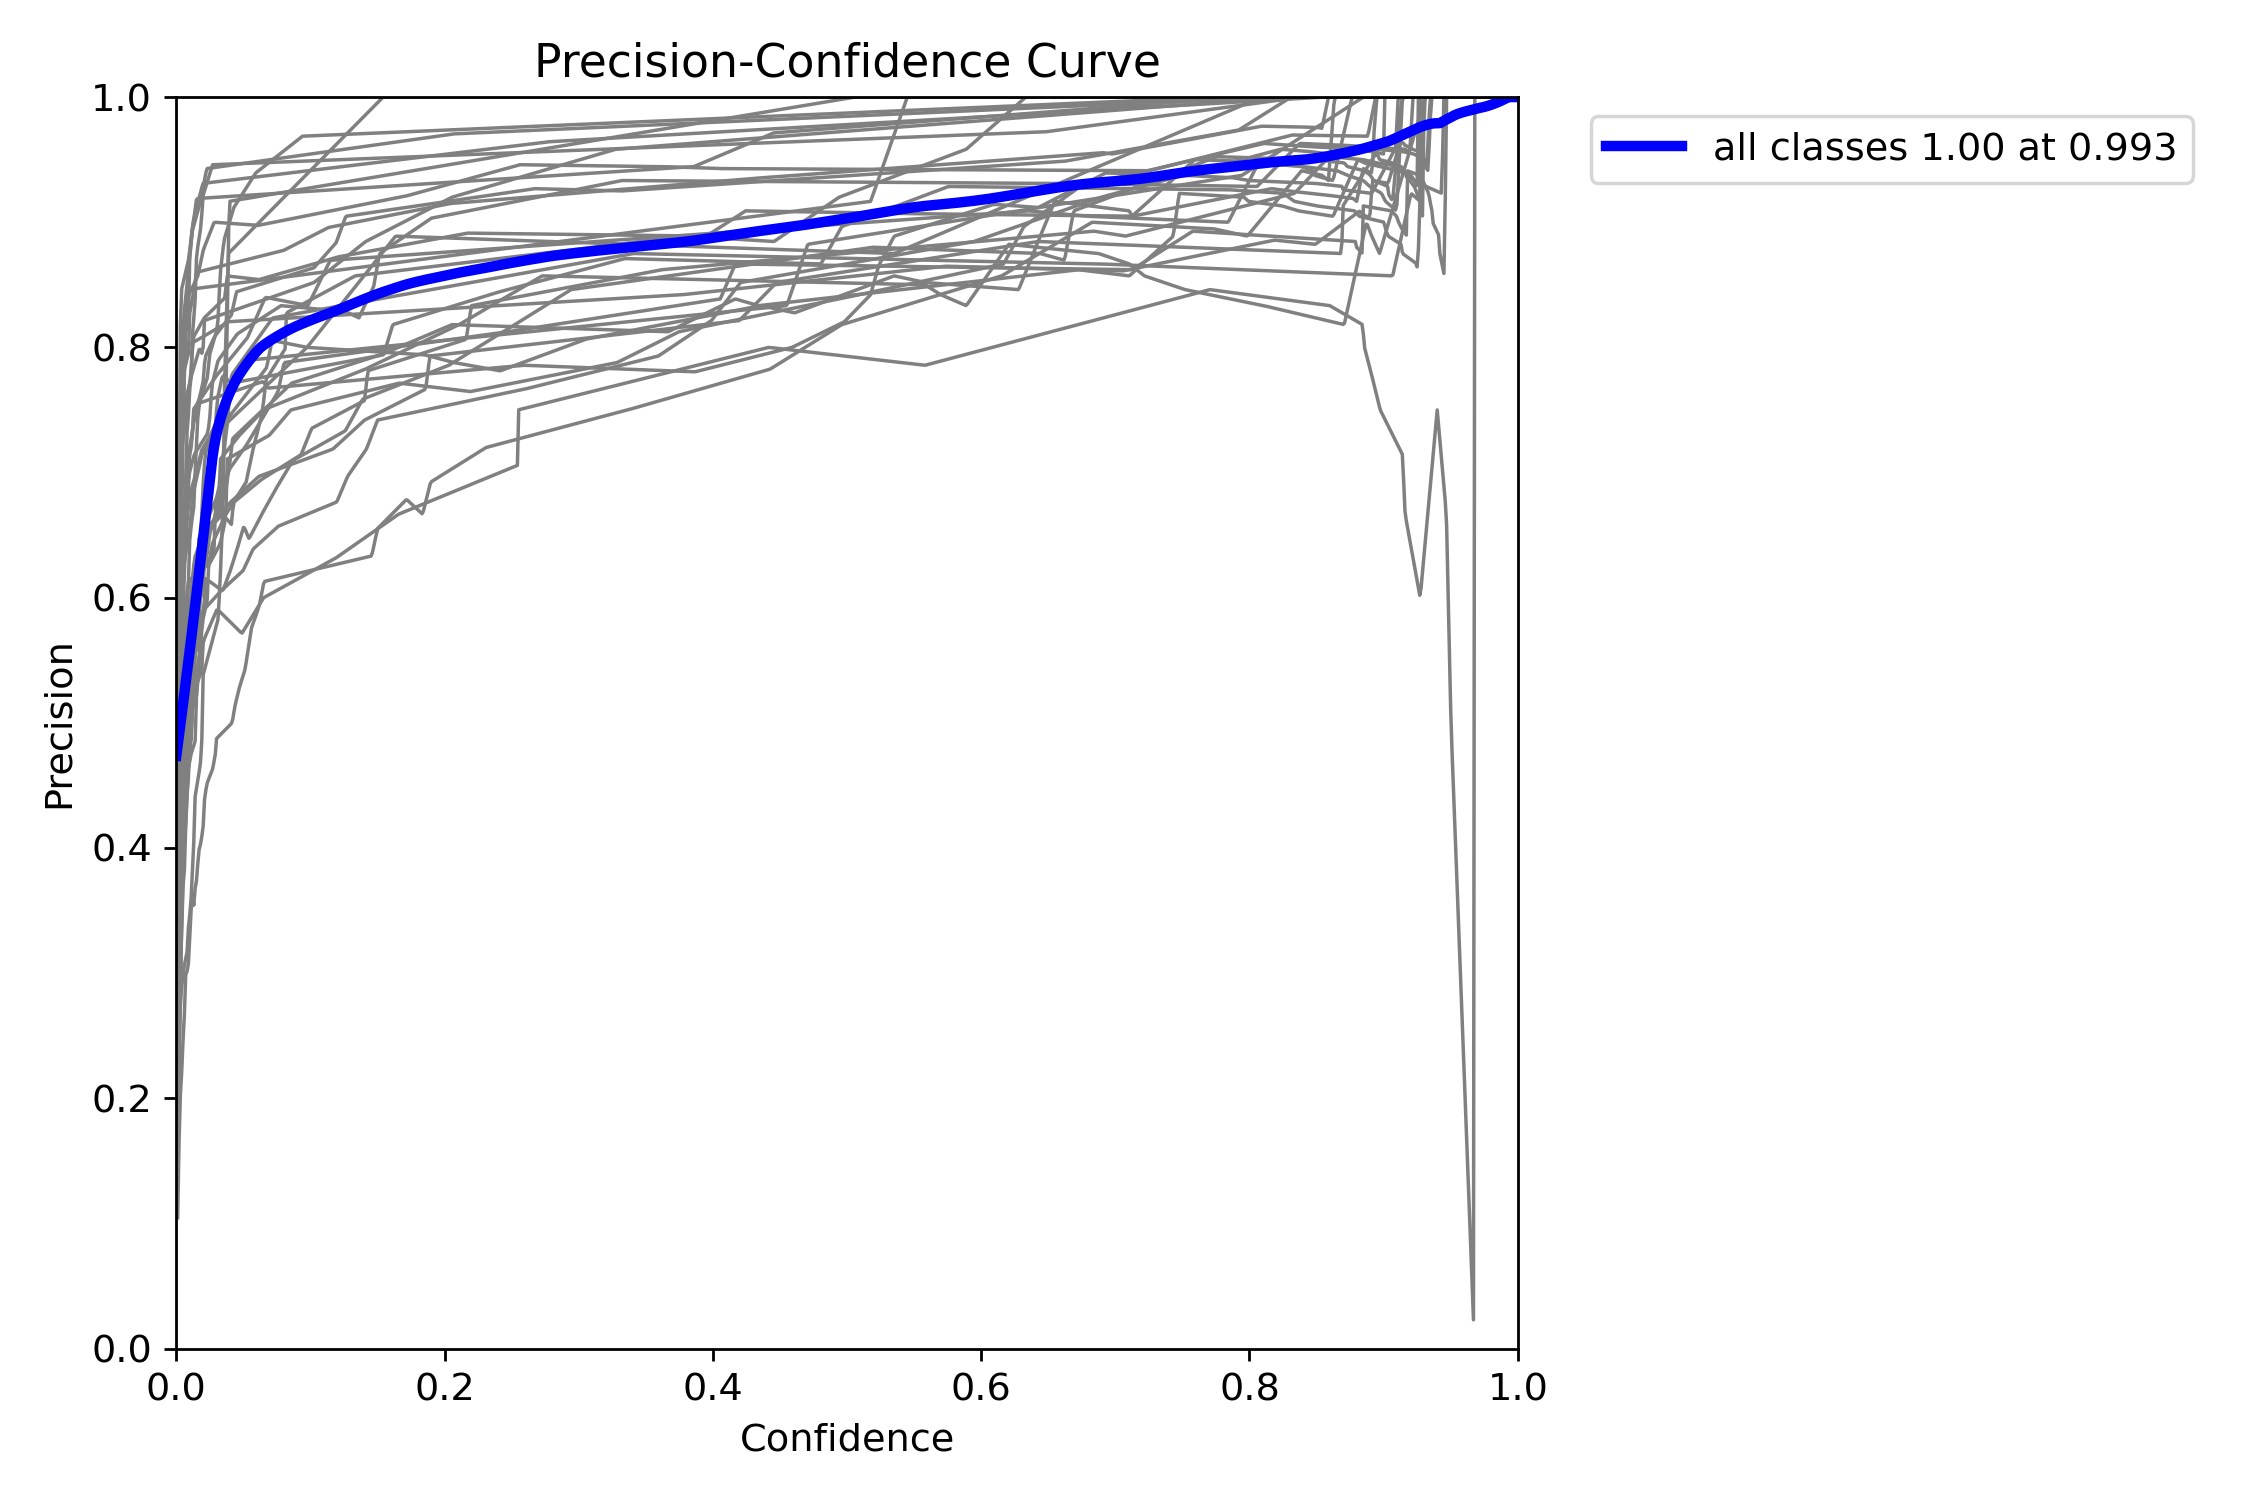 Precision-Confidence Curve
all classes 1.00 at 0.993
1.0
0.8
0.6
0.4
0.2
0.0
Precision
0.0 0.2 0.4 0.6 0.8 1.0
Confidence